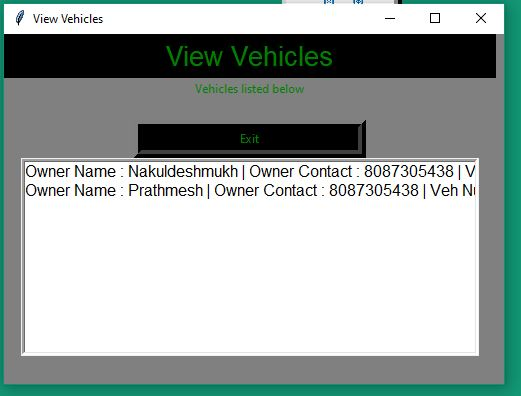 View Vehicles
View Vehicles
Vehicles listed below
Exit
Owner Name : Nakuldeshmukh | Owner Contact : 8087305438 | V
Owner Name : Prathmesh | Owner Contact : 8087305438 | Veh Nu